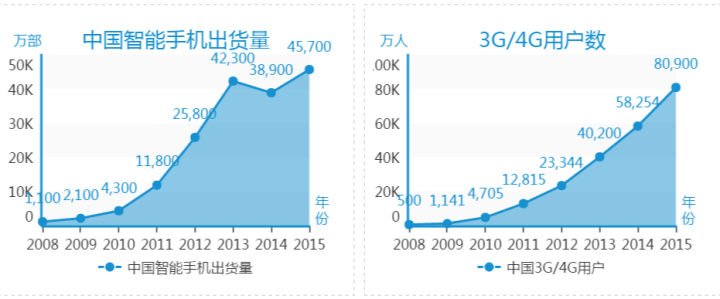 万部
中国智能手机出货量
50K
40K
30K
20K
10K
0
1,100
2,100
4,300
11,800
25,800
42,300
38,900
45,700
年份
2008 2009 2010 2011 2012 2013 2014 2015
中国智能手机出货量
万人
3G/4G用户数
00K
80K
60K
40K
20K
0
500
1,141
4,705
12,815
23,344
40,200
58,254
80,900
年份
2008 2009 2010 2011 2012 2013 2014 2015
中国3G/4G用户